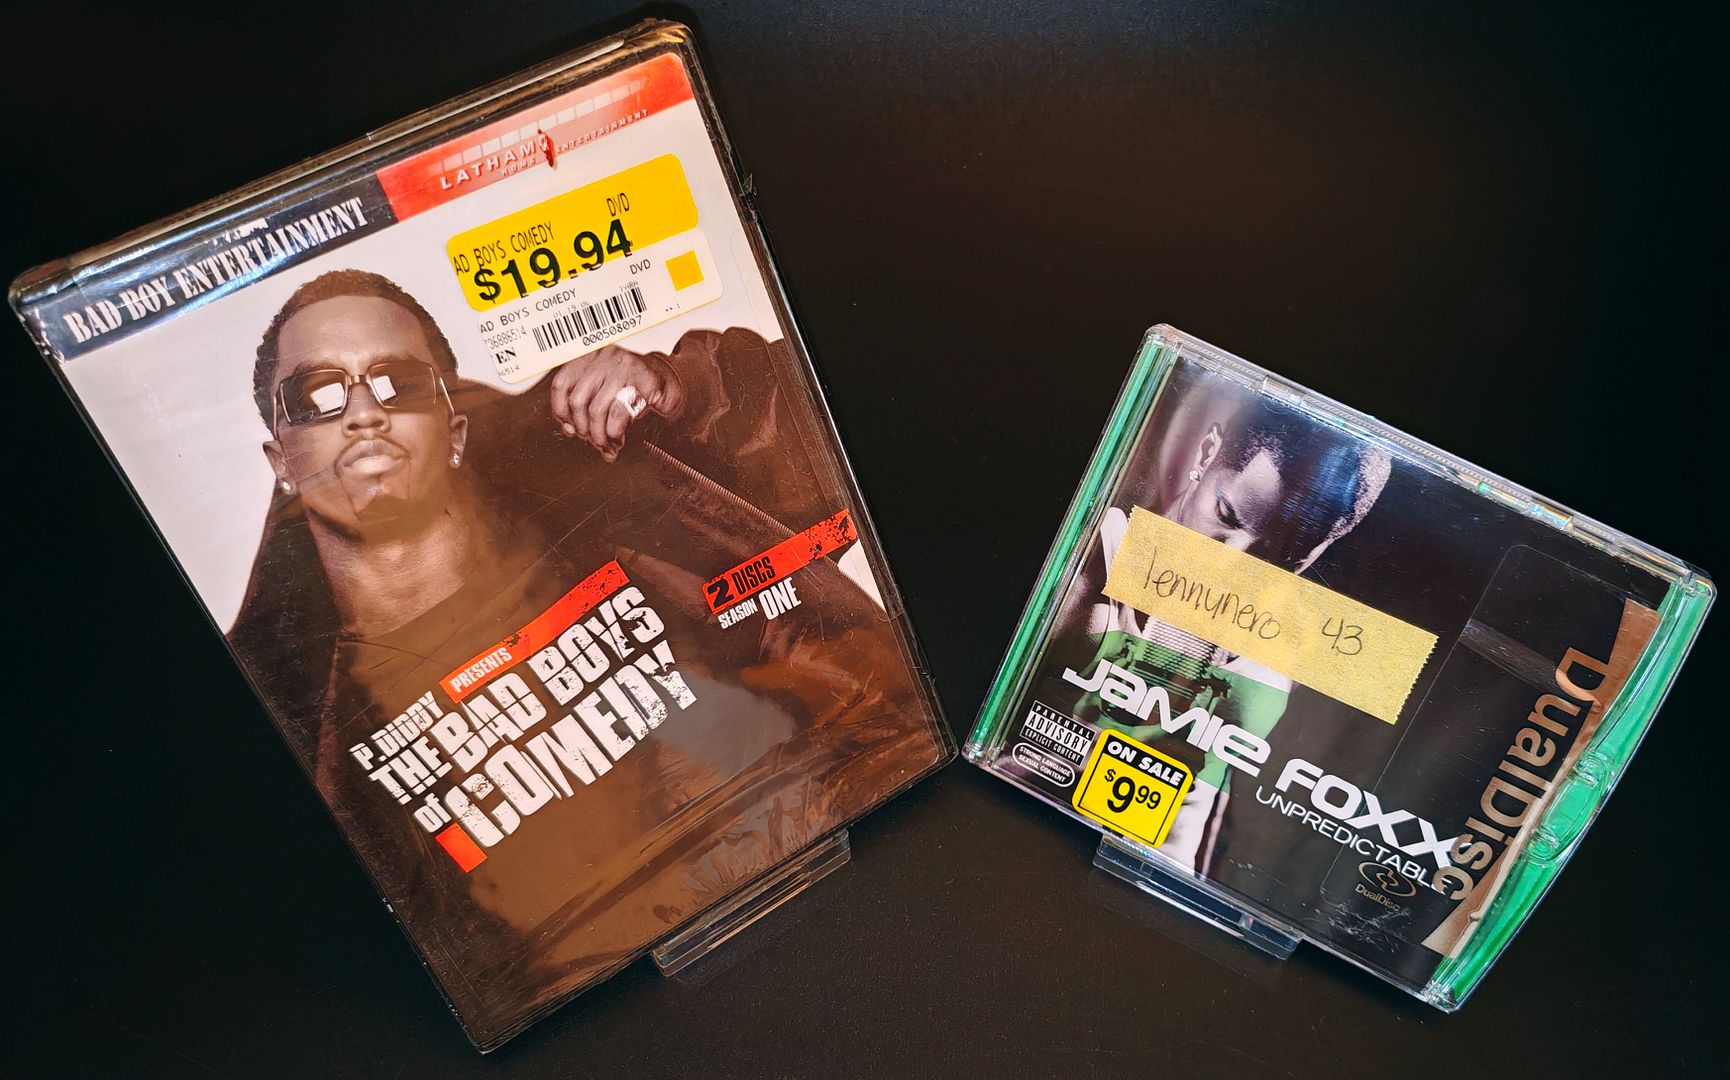 BAD BOY ENTERTAINMENT
LATHAM
HOME ENTERTAINMENT
DVD
AD BOYS COMEDY
$19.94
DVD
AD BOYS COMEDY
000508097
EN
2 DISCS
SEASON ONE
P. DIDDY
PRESENTS
THE BAD BOYS
of COMEDY
lennynero 43
JAMIE FOXX
UNPREDICTABLE
PARENTAL
ADVISORY
EXPLICIT CONTENT
STRONG LANGUAGE
SEXUAL CONTENT
ON SALE
$9.99
DualDisc
DualDisc